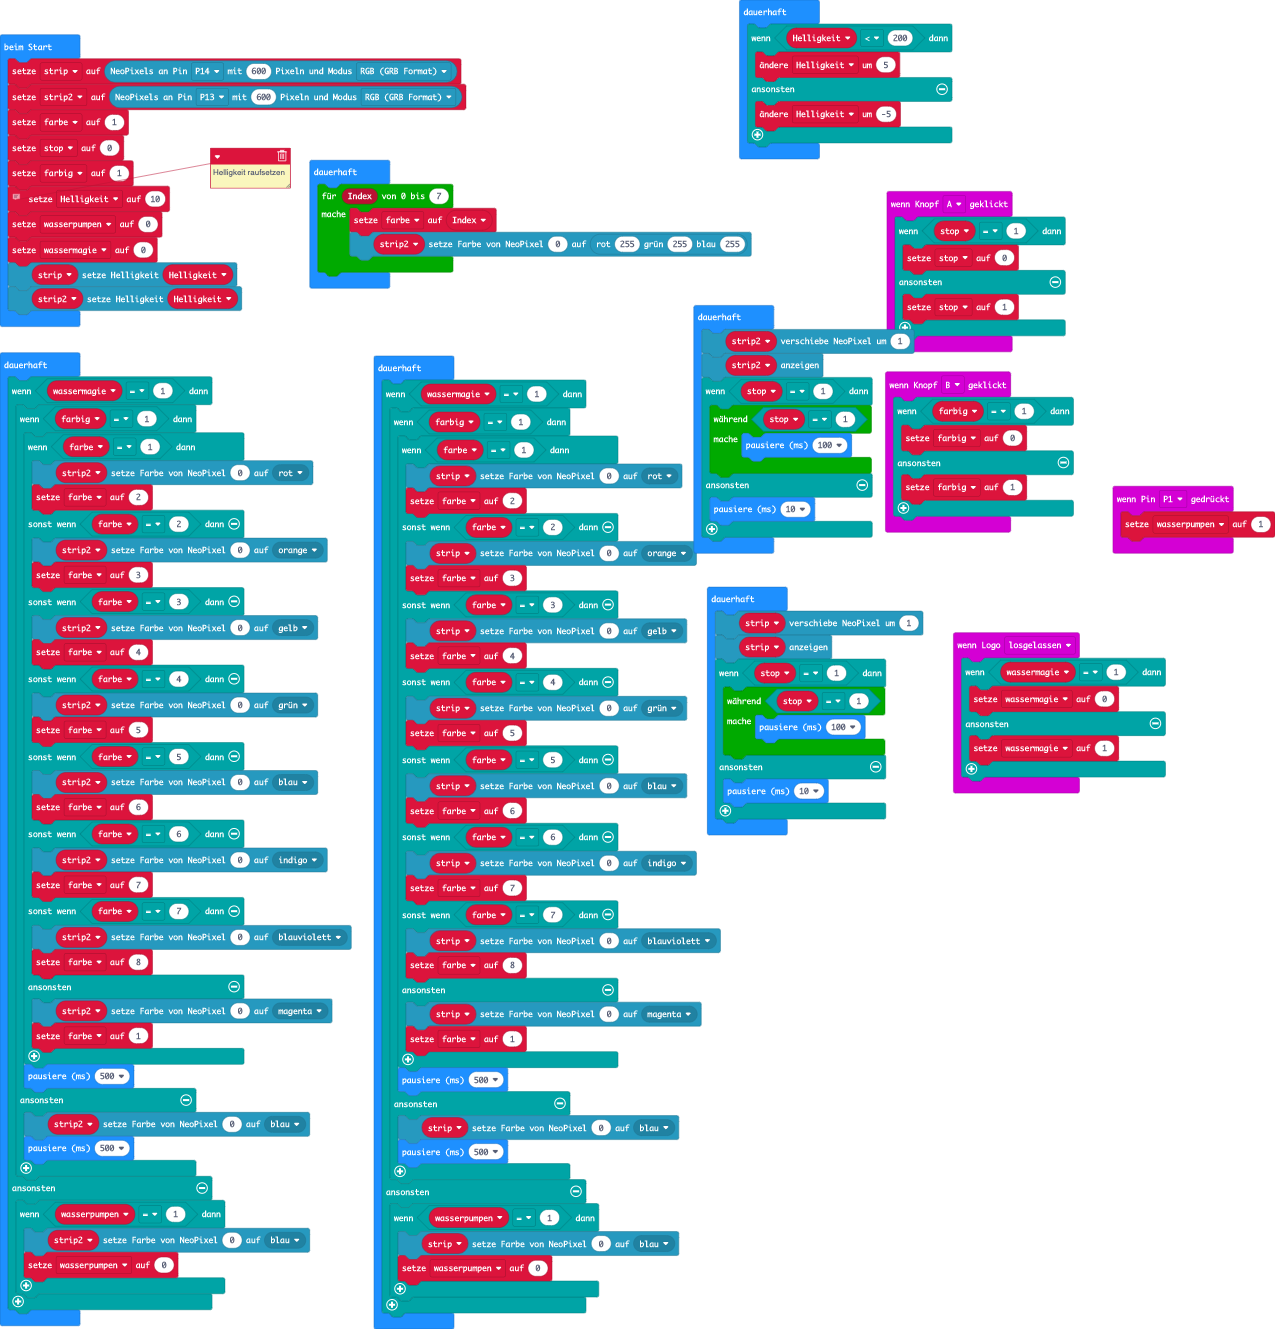 beim Start
setze strip auf NeoPixels an Pin P14 mit 600 Pixeln und Modus RGB (GRB Format)
setze strip2 auf NeoPixels an Pin P13 mit 600 Pixeln und Modus RGB (GRB Format)
setze farbe auf 1
setze stop auf 0
setze farbig auf 1
setze Helligkeit auf 10
setze wasserpumpen auf 0
setze wassermagie auf 0
strip setze Helligkeit Helligkeit
strip2 setze Helligkeit Helligkeit
Helligkeit raufsetzen
dauerhaft
für Index von 0 bis 7
mache
setze farbe auf Index
strip2 setze Farbe von NeoPixel 0 auf rot 255 grün 255 blau 255
dauerhaft
wenn Helligkeit < 200 dann
ändere Helligkeit um 5
ansonsten
ändere Helligkeit um -5
wenn Knopf A geklickt
wenn stop = 1 dann
setze stop auf 0
ansonsten
setze stop auf 1
dauerhaft
strip2 verschiebe NeoPixel um 1
strip2 anzeigen
wenn stop = 1 dann
während stop = 1
mache pausiere (ms) 100
ansonsten
pausiere (ms) 10
wenn Knopf B geklickt
wenn farbig = 1 dann
setze farbig auf 0
ansonsten
setze farbig auf 1
wenn Pin P1 gedrückt
setze wasserpumpen auf 1
dauerhaft
strip verschiebe NeoPixel um 1
strip anzeigen
wenn stop = 1 dann
während stop = 1
mache pausiere (ms) 100
ansonsten
pausiere (ms) 10
wenn Logo losgelassen
wenn wassermagie = 1 dann
setze wassermagie auf 0
ansonsten
setze wassermagie auf 1
dauerhaft
wenn wassermagie = 1 dann
wenn farbig = 1 dann
wenn farbe = 1 dann
strip2 setze Farbe von NeoPixel 0 auf rot
setze farbe auf 2
sonst wenn farbe = 2 dann
strip2 setze Farbe von NeoPixel 0 auf orange
setze farbe auf 3
sonst wenn farbe = 3 dann
strip2 setze Farbe von NeoPixel 0 auf gelb
setze farbe auf 4
sonst wenn farbe = 4 dann
strip2 setze Farbe von NeoPixel 0 auf grün
setze farbe auf 5
sonst wenn farbe = 5 dann
strip2 setze Farbe von NeoPixel 0 auf blau
setze farbe auf 6
sonst wenn farbe = 6 dann
strip2 setze Farbe von NeoPixel 0 auf indigo
setze farbe auf 7
sonst wenn farbe = 7 dann
strip2 setze Farbe von NeoPixel 0 auf blauviolett
setze farbe auf 8
ansonsten
strip2 setze Farbe von NeoPixel 0 auf magenta
setze farbe auf 1
pausiere (ms) 500
ansonsten
strip2 setze Farbe von NeoPixel 0 auf blau
pausiere (ms) 500
ansonsten
wenn wasserpumpen = 1 dann
strip2 setze Farbe von NeoPixel 0 auf blau
setze wasserpumpen auf 0
dauerhaft
wenn wassermagie = 1 dann
wenn farbig = 1 dann
wenn farbe = 1 dann
strip setze Farbe von NeoPixel 0 auf rot
setze farbe auf 2
sonst wenn farbe = 2 dann
strip setze Farbe von NeoPixel 0 auf orange
setze farbe auf 3
sonst wenn farbe = 3 dann
strip setze Farbe von NeoPixel 0 auf gelb
setze farbe auf 4
sonst wenn farbe = 4 dann
strip setze Farbe von NeoPixel 0 auf grün
setze farbe auf 5
sonst wenn farbe = 5 dann
strip setze Farbe von NeoPixel 0 auf blau
setze farbe auf 6
sonst wenn farbe = 6 dann
strip setze Farbe von NeoPixel 0 auf indigo
setze farbe auf 7
sonst wenn farbe = 7 dann
strip setze Farbe von NeoPixel 0 auf blauviolett
setze farbe auf 8
ansonsten
strip setze Farbe von NeoPixel 0 auf magenta
setze farbe auf 1
pausiere (ms) 500
ansonsten
strip setze Farbe von NeoPixel 0 auf blau
pausiere (ms) 500
ansonsten
wenn wasserpumpen = 1 dann
strip setze Farbe von NeoPixel 0 auf blau
setze wasserpumpen auf 0